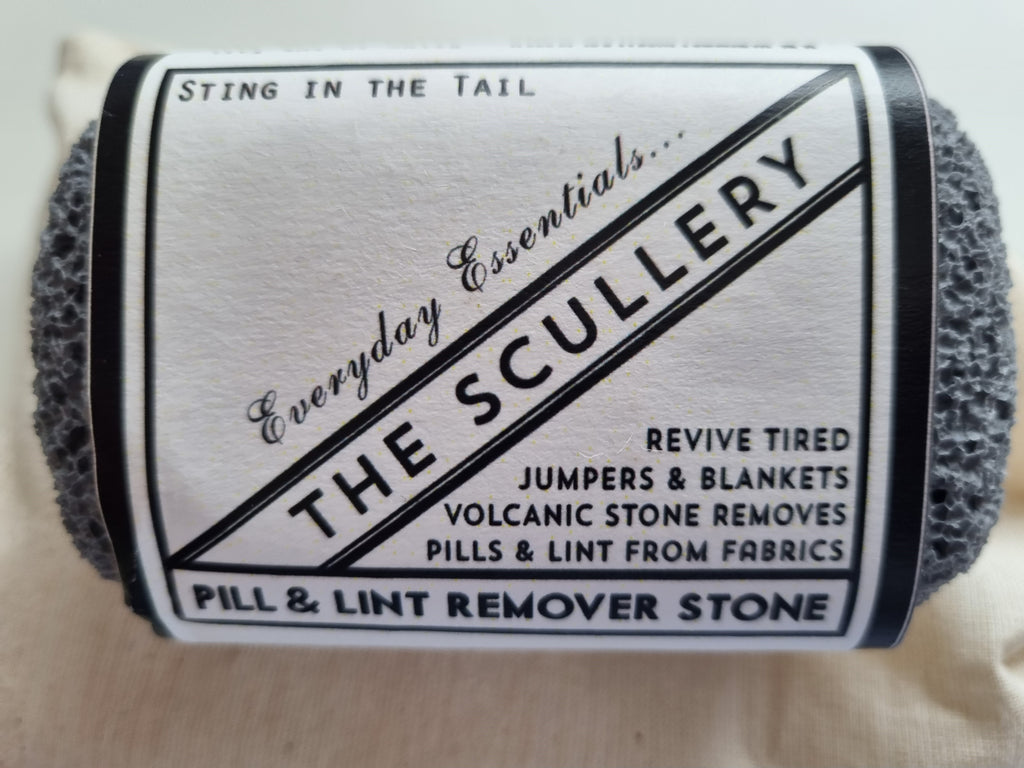 STING IN THE TAIL
Everyday Essentials...
THE SCULLERY
REVIVE TIRED
JUMPERS & BLANKETS
VOLCANIC STONE REMOVES
PILLS & LINT FROM FABRICS
PILL & LINT REMOVER STONE